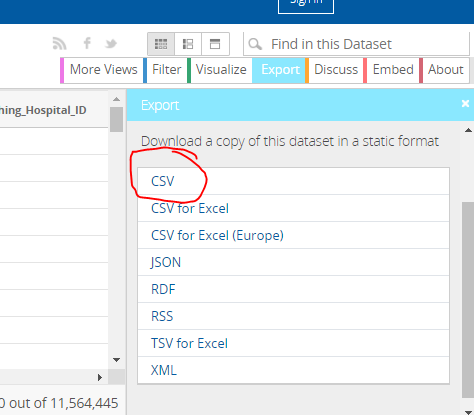 Sign In
Find in this Dataset
More Views Filter Visualize Export Discuss Embed About
hing_Hospital_ID
Export
Download a copy of this dataset in a static format
CSV
CSV for Excel
CSV for Excel (Europe)
JSON
RDF
RSS
TSV for Excel
XML
0 out of 11,564,445